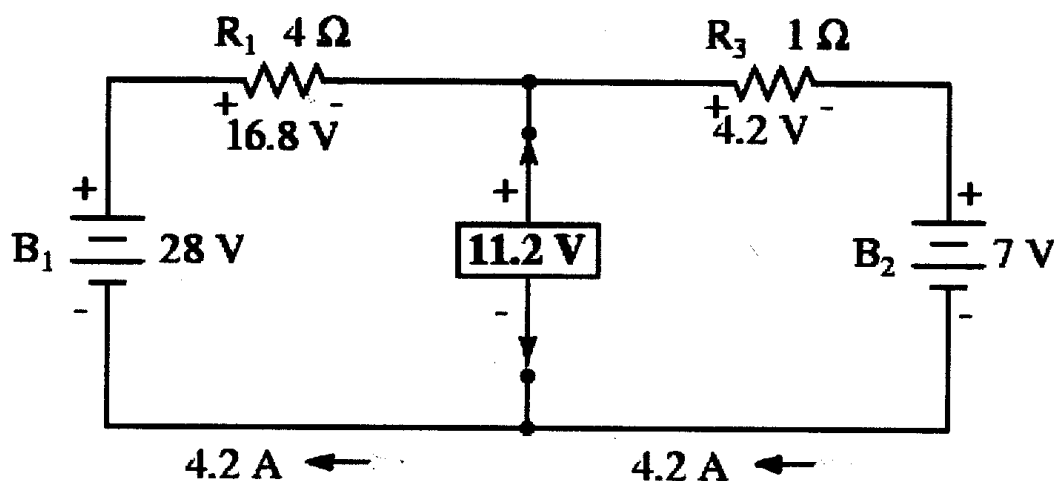 R₁ 4 Ω
R₃ 1 Ω
+ -
+ -
16.8 V
4.2 V
+
+
+
B₁ 28 V
11.2 V
B₂ 7 V
-
-
-
4.2 A
4.2 A